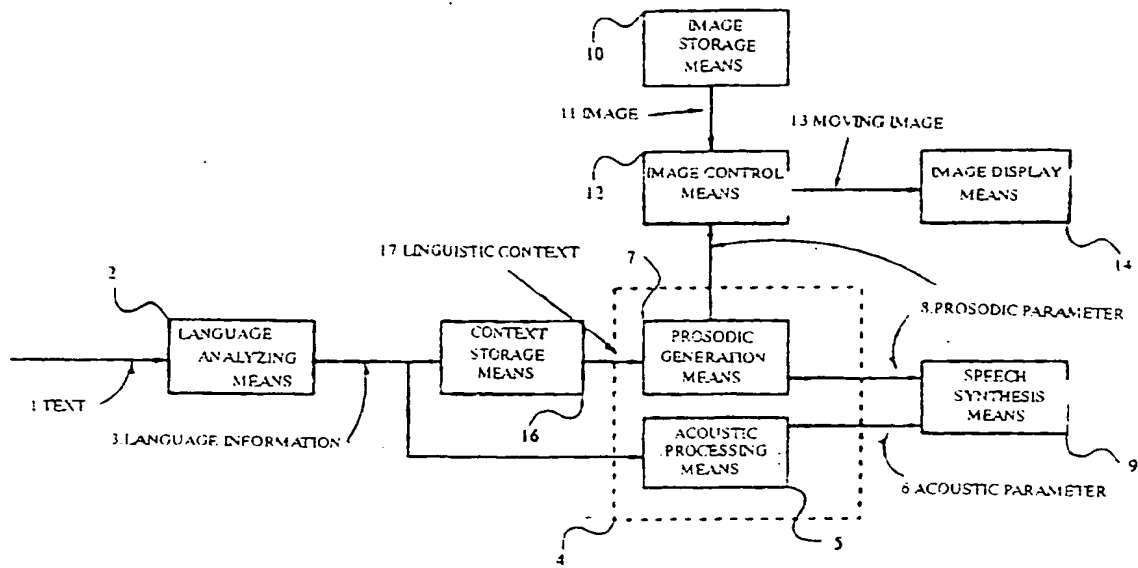 10
IMAGE
STORAGE
MEANS
11 IMAGE
13 MOVING IMAGE
12
IMAGE CONTROL
MEANS
IMAGE DISPLAY
MEANS
14
17 LINGUISTIC CONTEXT
7
2
8.PROSODIC PARAMETER
LANGUAGE
ANALYZING
MEANS
CONTEXT
STORAGE
MEANS
PROSODIC
GENERATION
MEANS
SPEECH
SYNTHESIS
MEANS
1 TEXT
3.LANGUAGE INFORMATION
16
ACOUSTIC
PROCESSING
MEANS
9
6 ACOUSTIC PARAMETER
4
5